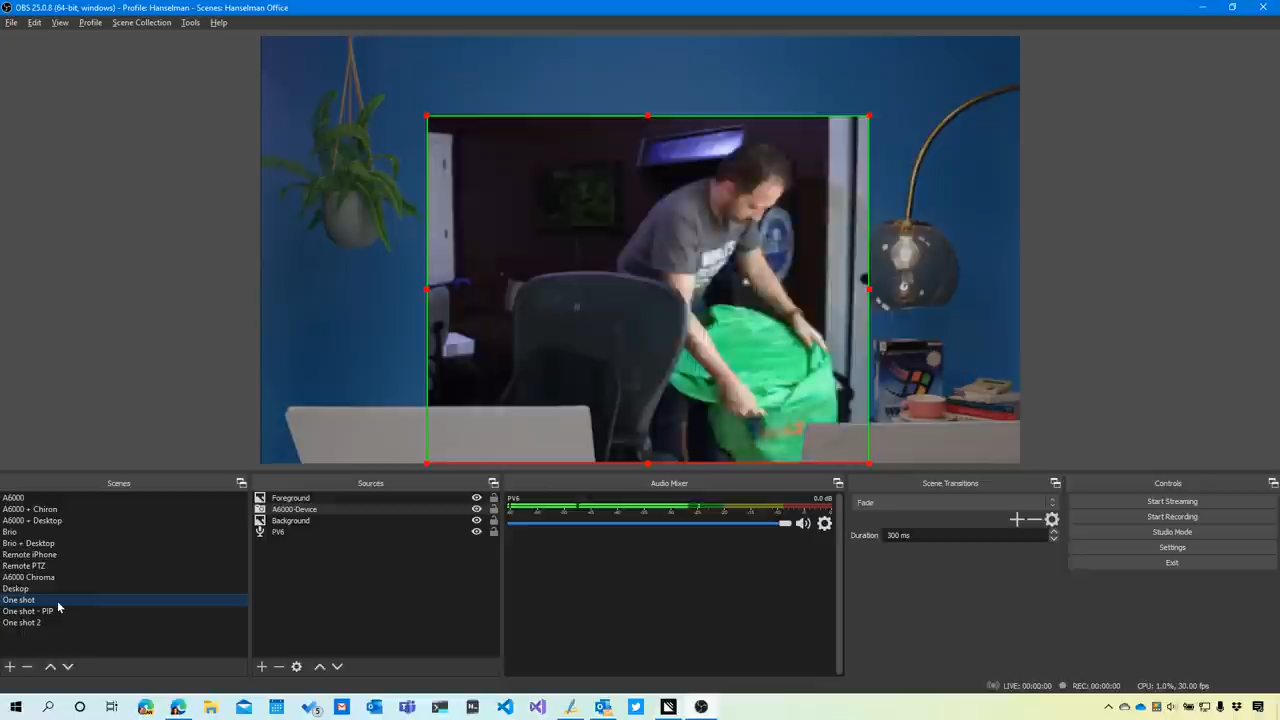 OBS 25.0.8 (64-bit, windows) - Profile: Hanselman - Scenes: Hanselman Office
File Edit View Profile Scene Collection Tools Help
Scenes
A6000
A6000 + Chiron
A6000 + Desktop
Brio
Brio + Desktop
Remote iPhone
Remote PTZ
A6000 Chroma
Deskop
One shot
One shot - PIP
One shot 2
Sources
Foreground
A6000-Device
Background
PV6
Audio Mixer
PV6 0.0 dB
Scene Transitions
Fade
Duration 300 ms
Controls
Start Streaming
Start Recording
Studio Mode
Settings
Exit
LIVE: 00:00:00 REC: 00:00:00 CPU: 1.0%, 30.00 fps